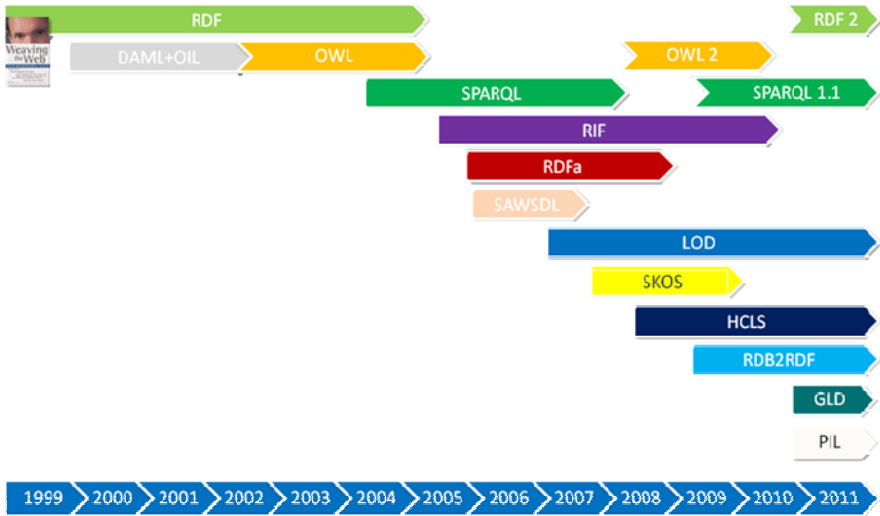 RDF
RDF 2
Weaving
the Web
DAML+OIL
OWL
OWL 2
SPARQL
SPARQL 1.1
RIF
RDFa
SAWSDL
LOD
SKOS
HCLS
RDB2RDF
GLD
PIL
1999 2000 2001 2002 2003 2004 2005 2006 2007 2008 2009 2010 2011